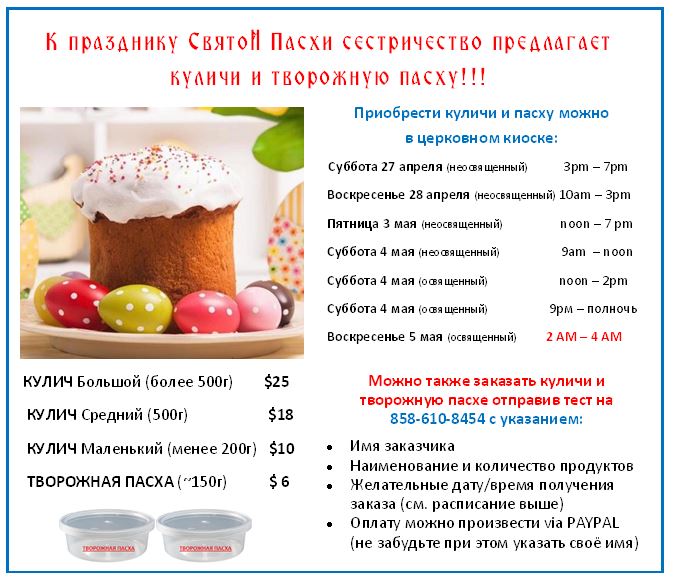 К празднику Святой Пасхи сестричество предлагает
куличи и творожную пасху!!!
Приобрести куличи и пасху можно
в церковном киоске:
Суббота 27 апреля (неосвященный) 3pm – 7pm
Воскресенье 28 апреля (неосвященный) 10am – 3pm
Пятница 3 мая (неосвященный) noon – 7 pm
Суббота 4 мая (неосвященный) 9am – noon
Суббота 4 мая (освященный) noon – 2pm
Суббота 4 мая (освященный) 9pм – полночь
Воскресенье 5 мая (освященный) 2 AM – 4 AM
КУЛИЧ Большой (более 500г) $25
КУЛИЧ Средний (500г) $18
КУЛИЧ Маленький (менее 200г) $10
ТВОРОЖНАЯ ПАСХА (~150г) $ 6
ТВОРОЖНАЯ ПАСХА ТВОРОЖНАЯ ПАСХА
Можно также заказать куличи и
творожную пасхе отправив тест на
858-610-8454 с указанием:
• Имя заказчика
• Наименование и количество продуктов
• Желательные дату/время получения
заказа (см. расписание выше)
• Оплату можно произвести via PAYPAL
(не забудьте при этом указать своё имя)